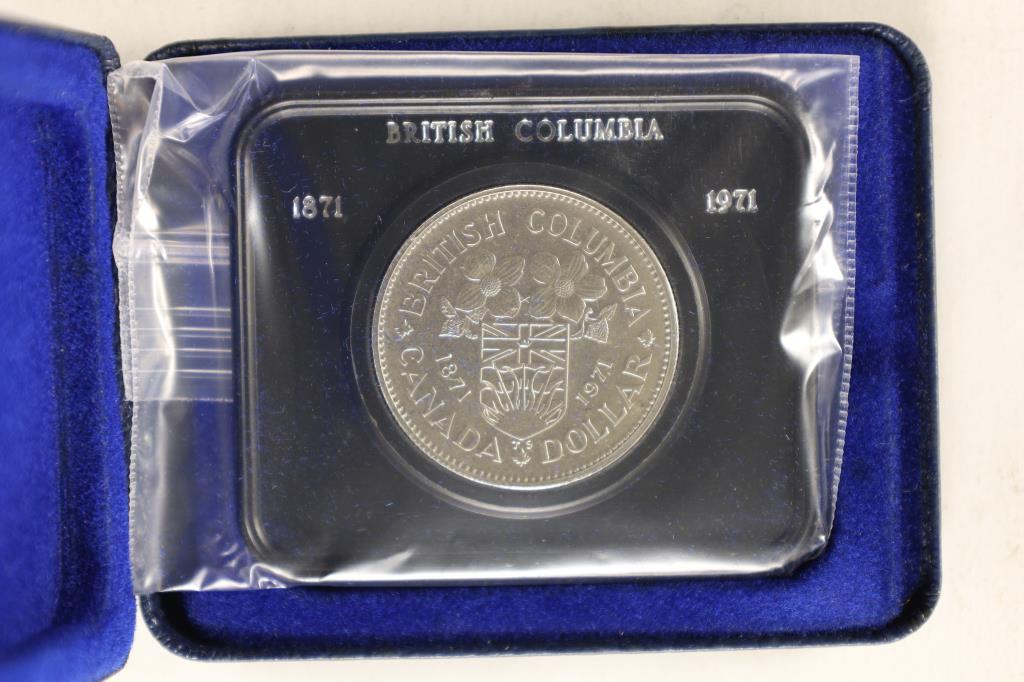 BRITISH COLUMBIA
1871 1971
BRITISH COLUMBIA
1871 1971
CANADA DOLLAR
T.S